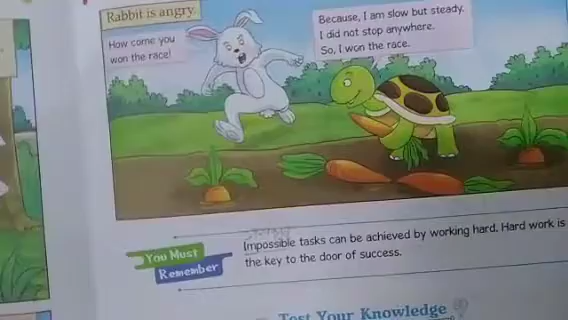 Rabbit is angry.
How come you
won the race!
Because, I am slow but steady.
I did not stop anywhere.
So, I won the race.
You Must
Remember
Impossible tasks can be achieved by working hard. Hard work is
the key to the door of success.
Test Your Knowledge